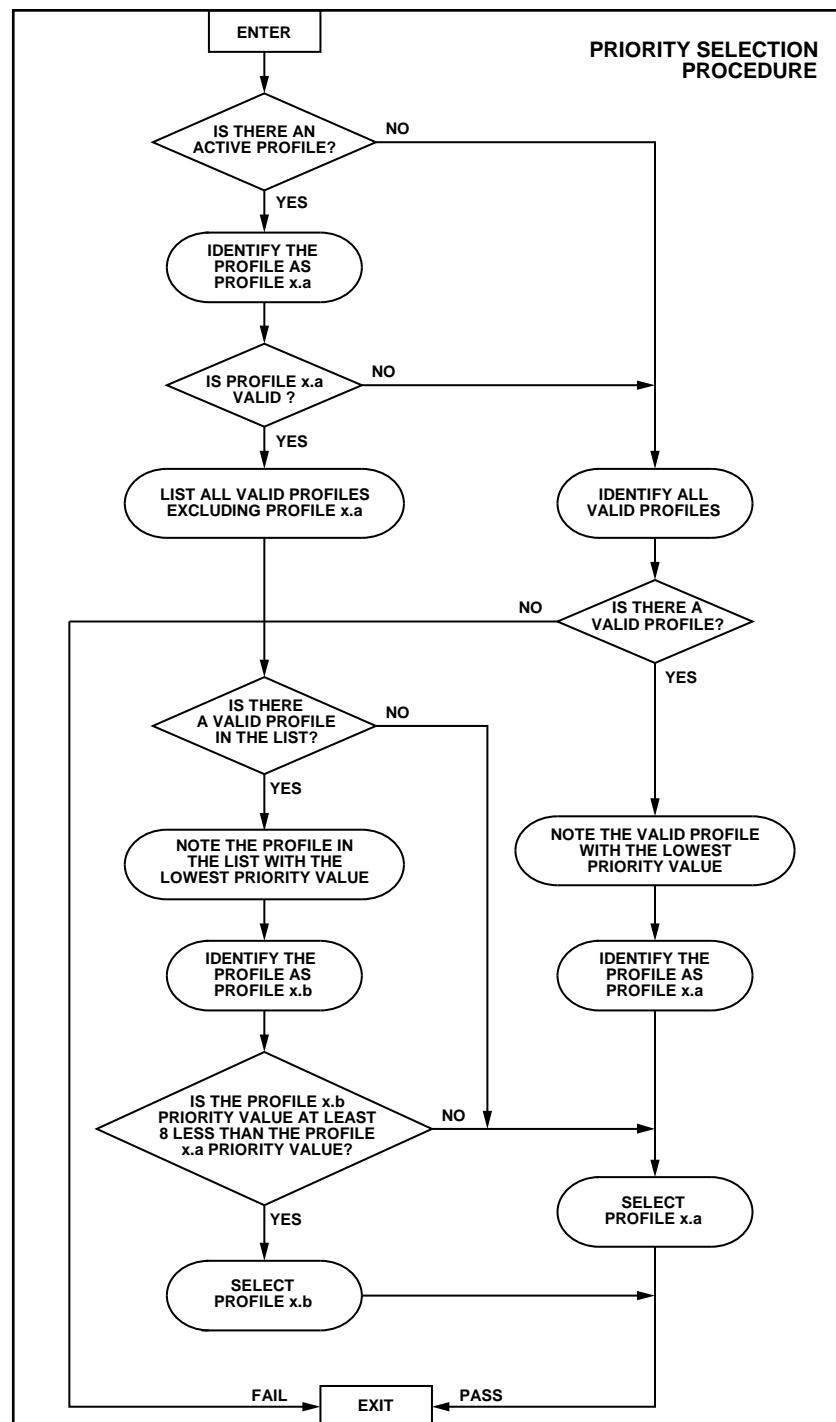 ENTER
PRIORITY SELECTION
PROCEDURE
IS THERE AN
ACTIVE PROFILE?
NO
YES
IDENTIFY THE
PROFILE AS
PROFILE x.a
IS PROFILE x.a
VALID ?
NO
YES
LIST ALL VALID PROFILES
EXCLUDING PROFILE x.a
IDENTIFY ALL
VALID PROFILES
NO
IS THERE A
VALID PROFILE?
YES
IS THERE
A VALID PROFILE
IN THE LIST?
NO
YES
NOTE THE PROFILE IN
THE LIST WITH THE
LOWEST PRIORITY VALUE
NOTE THE VALID PROFILE
WITH THE LOWEST
PRIORITY VALUE
IDENTIFY THE
PROFILE AS
PROFILE x.b
IDENTIFY THE
PROFILE AS
PROFILE x.a
IS THE PROFILE x.b
PRIORITY VALUE AT LEAST
8 LESS THAN THE PROFILE
x.a PRIORITY VALUE?
NO
YES
SELECT
PROFILE x.a
SELECT
PROFILE x.b
FAIL
EXIT
PASS